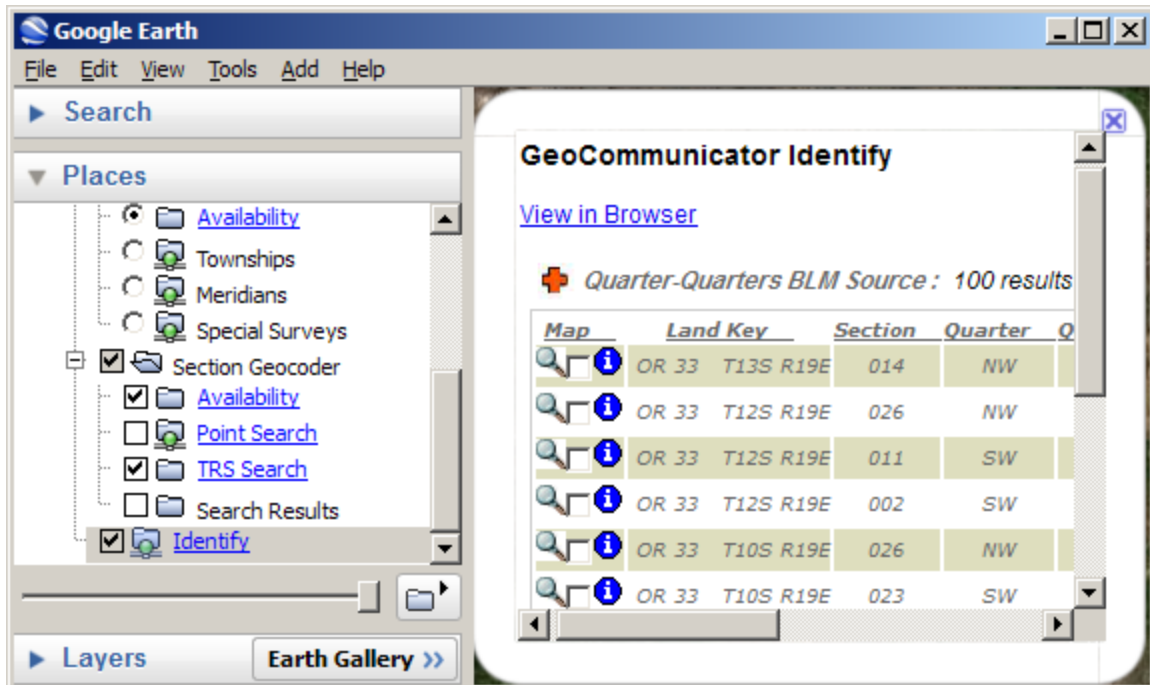 Google Earth
File Edit View Tools Add Help
Search
Places
Availability
Townships
Meridians
Special Surveys
Section Geocoder
Availability
Point Search
TRS Search
Search Results
Identify
Layers
Earth Gallery >>
GeoCommunicator Identify
View in Browser
Quarter-Quarters BLM Source : 100 results
Map Land Key Section Quarter Q
OR 33 T13S R19E 014 NW
OR 33 T12S R19E 026 NW
OR 33 T12S R19E 011 SW
OR 33 T12S R19E 002 SW
OR 33 T10S R19E 026 NW
OR 33 T10S R19E 023 SW